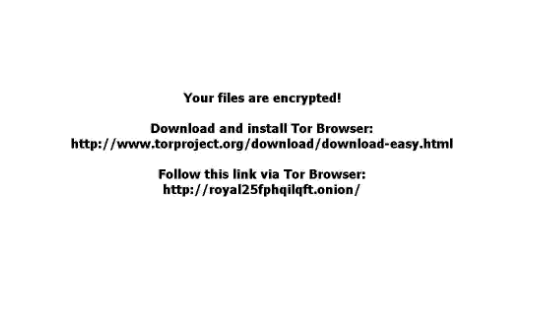 Your files are encrypted!
Download and install Tor Browser:
http://www.torproject.org/download/download-easy.html
Follow this link via Tor Browser:
http://royal25fphqilqft.onion/